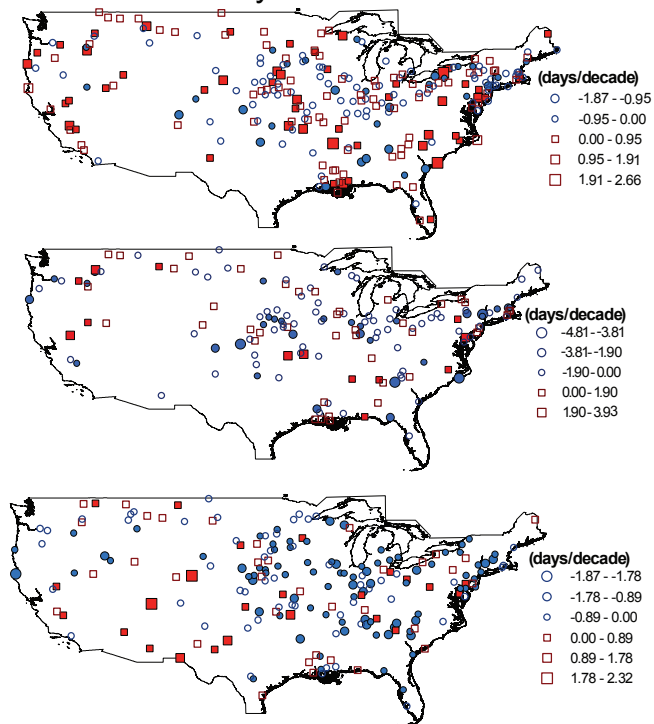 (days/decade)
-1.87 - -0.95
-0.95 - 0.00
0.00 - 0.95
0.95 - 1.91
1.91 - 2.66
(days/decade)
-4.81 - -3.81
-3.81 - -1.90
-1.90 - 0.00
0.00 - 1.90
1.90 - 3.93
(days/decade)
-1.87 - -1.78
-1.78 - -0.89
-0.89 - 0.00
0.00 - 0.89
0.89 - 1.78
1.78 - 2.32